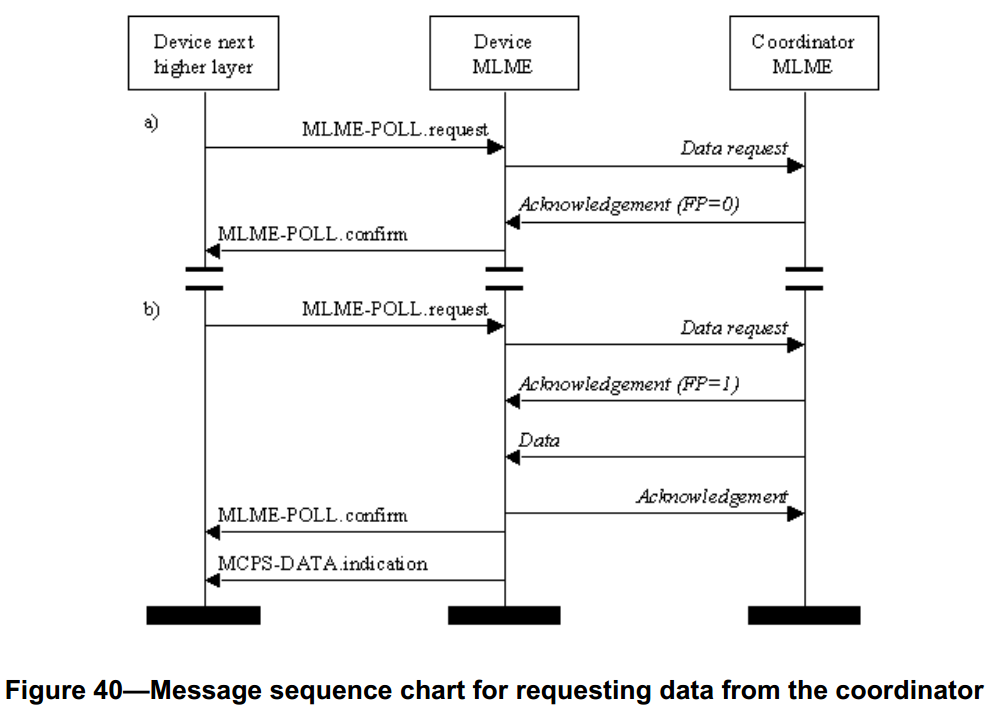 Device next
higher layer
Device
MLME
Coordinator
MLME
a)
MLME-POLL.request
Data request
Acknowledgement (FP=0)
MLME-POLL.confirm
b)
MLME-POLL.request
Data request
Acknowledgement (FP=1)
Data
Acknowledgement
MLME-POLL.confirm
MCPS-DATA.indication
Figure 40—Message sequence chart for requesting data from the coordinator